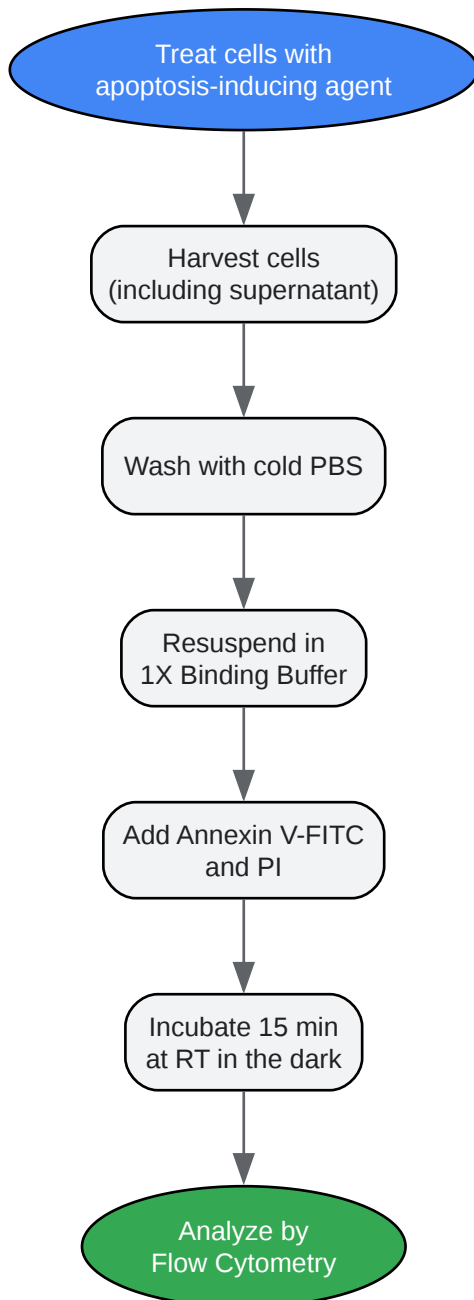 Treat cells with
apoptosis-inducing agent
Harvest cells
(including supernatant)
Wash with cold PBS
Resuspend in
1X Binding Buffer
Add Annexin V-FITC
and PI
Incubate 15 min
at RT in the dark
Analyze by
Flow Cytometry